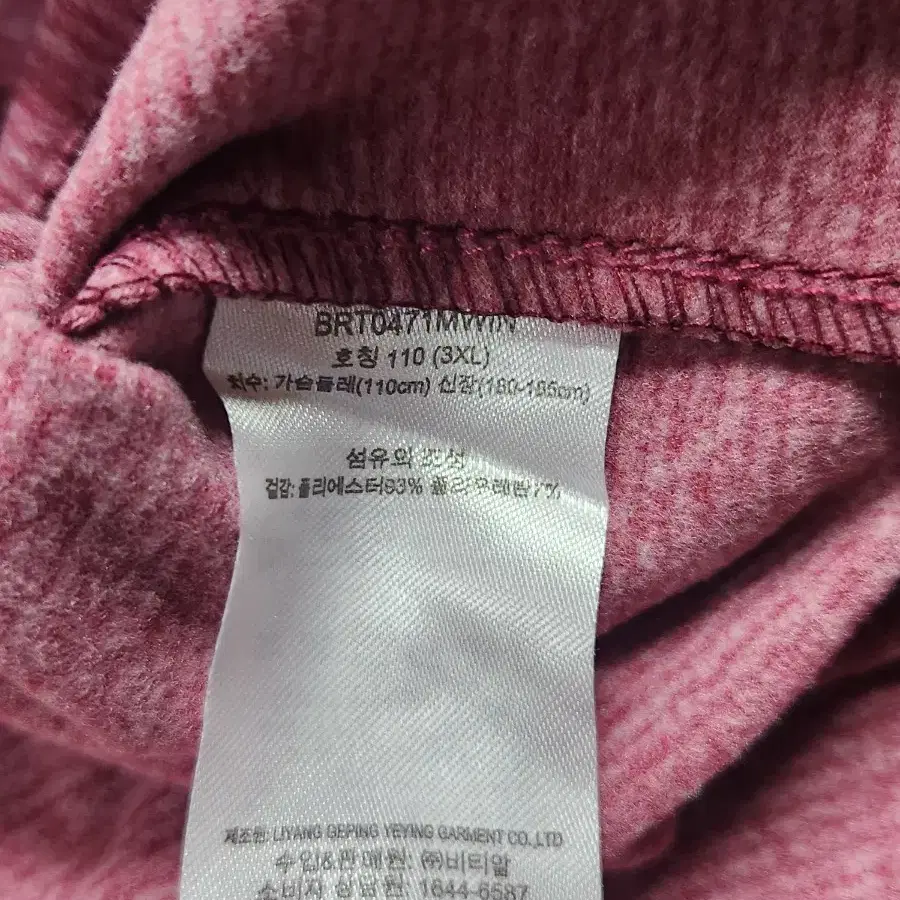 BRT0471MWIN
호칭 110 (3XL)
치수: 가슴둘레(110cm) 신장(180-185cm)
섬유의 조성
겉감: 폴리에스터93% 폴리우레탄7%
제조원: LIYANG GEPING YEYING GARMENT CO.,LTD
수입&판매원: ㈜비티알
소비자 상담원: 1644-6587